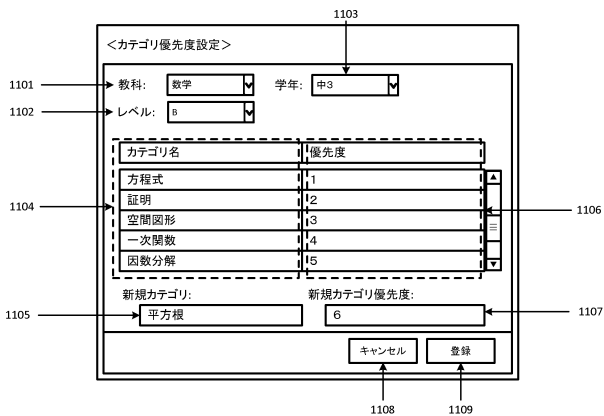 1103
<カテゴリ優先度設定>
1101 教科: 数学 学年: 中3
1102 レベル: B
カテゴリ名 優先度
方程式 1
証明 2
1104 空間図形 3 1106
一次関数 4
因数分解 5
新規カテゴリ: 新規カテゴリ優先度:
1105 平方根 6 1107
キャンセル 登録
1108 1109